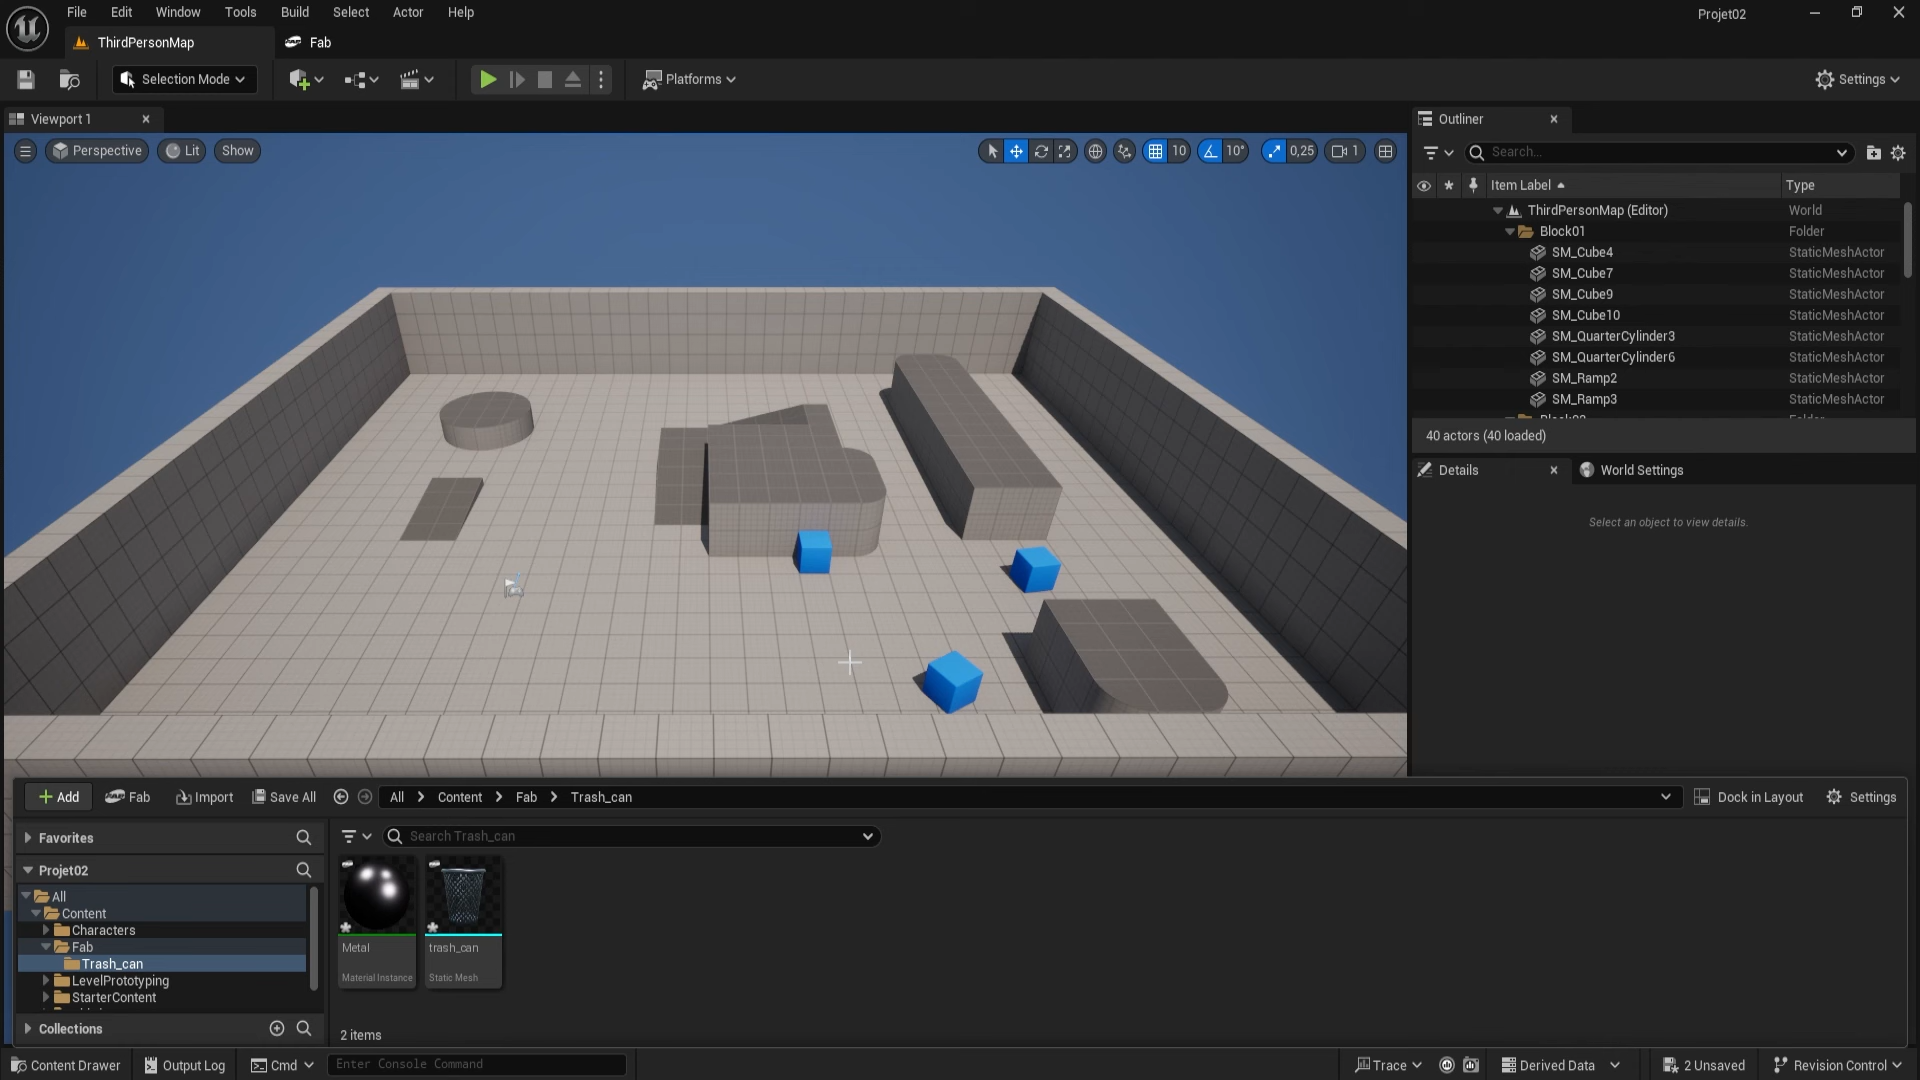 File Edit Window Tools Build Select Actor Help
Projet02
ThirdPersonMap
Fab
Selection Mode
Platforms
Settings
Viewport 1
Perspective
Lit
Show
10
10°
0,25
1
Outliner
Search...
Item Label
Type
ThirdPersonMap (Editor) World
Block01 Folder
SM_Cube4 StaticMeshActor
SM_Cube7 StaticMeshActor
SM_Cube9 StaticMeshActor
SM_Cube10 StaticMeshActor
SM_QuarterCylinder3 StaticMeshActor
SM_QuarterCylinder6 StaticMeshActor
SM_Ramp2 StaticMeshActor
SM_Ramp3 StaticMeshActor
40 actors (40 loaded)
Details
World Settings
Select an object to view details.
Add
Fab
Import
Save All
All > Content > Fab > Trash_can
Dock in Layout
Settings
Favorites
Search Trash_can
Projet02
All
Content
Characters
Fab
Trash_can
LevelPrototyping
StarterContent
Collections
Metal
Material Instance
trash_can
Static Mesh
2 items
Content Drawer
Output Log
Cmd
Enter Console Command
Trace
Derived Data
2 Unsaved
Revision Control